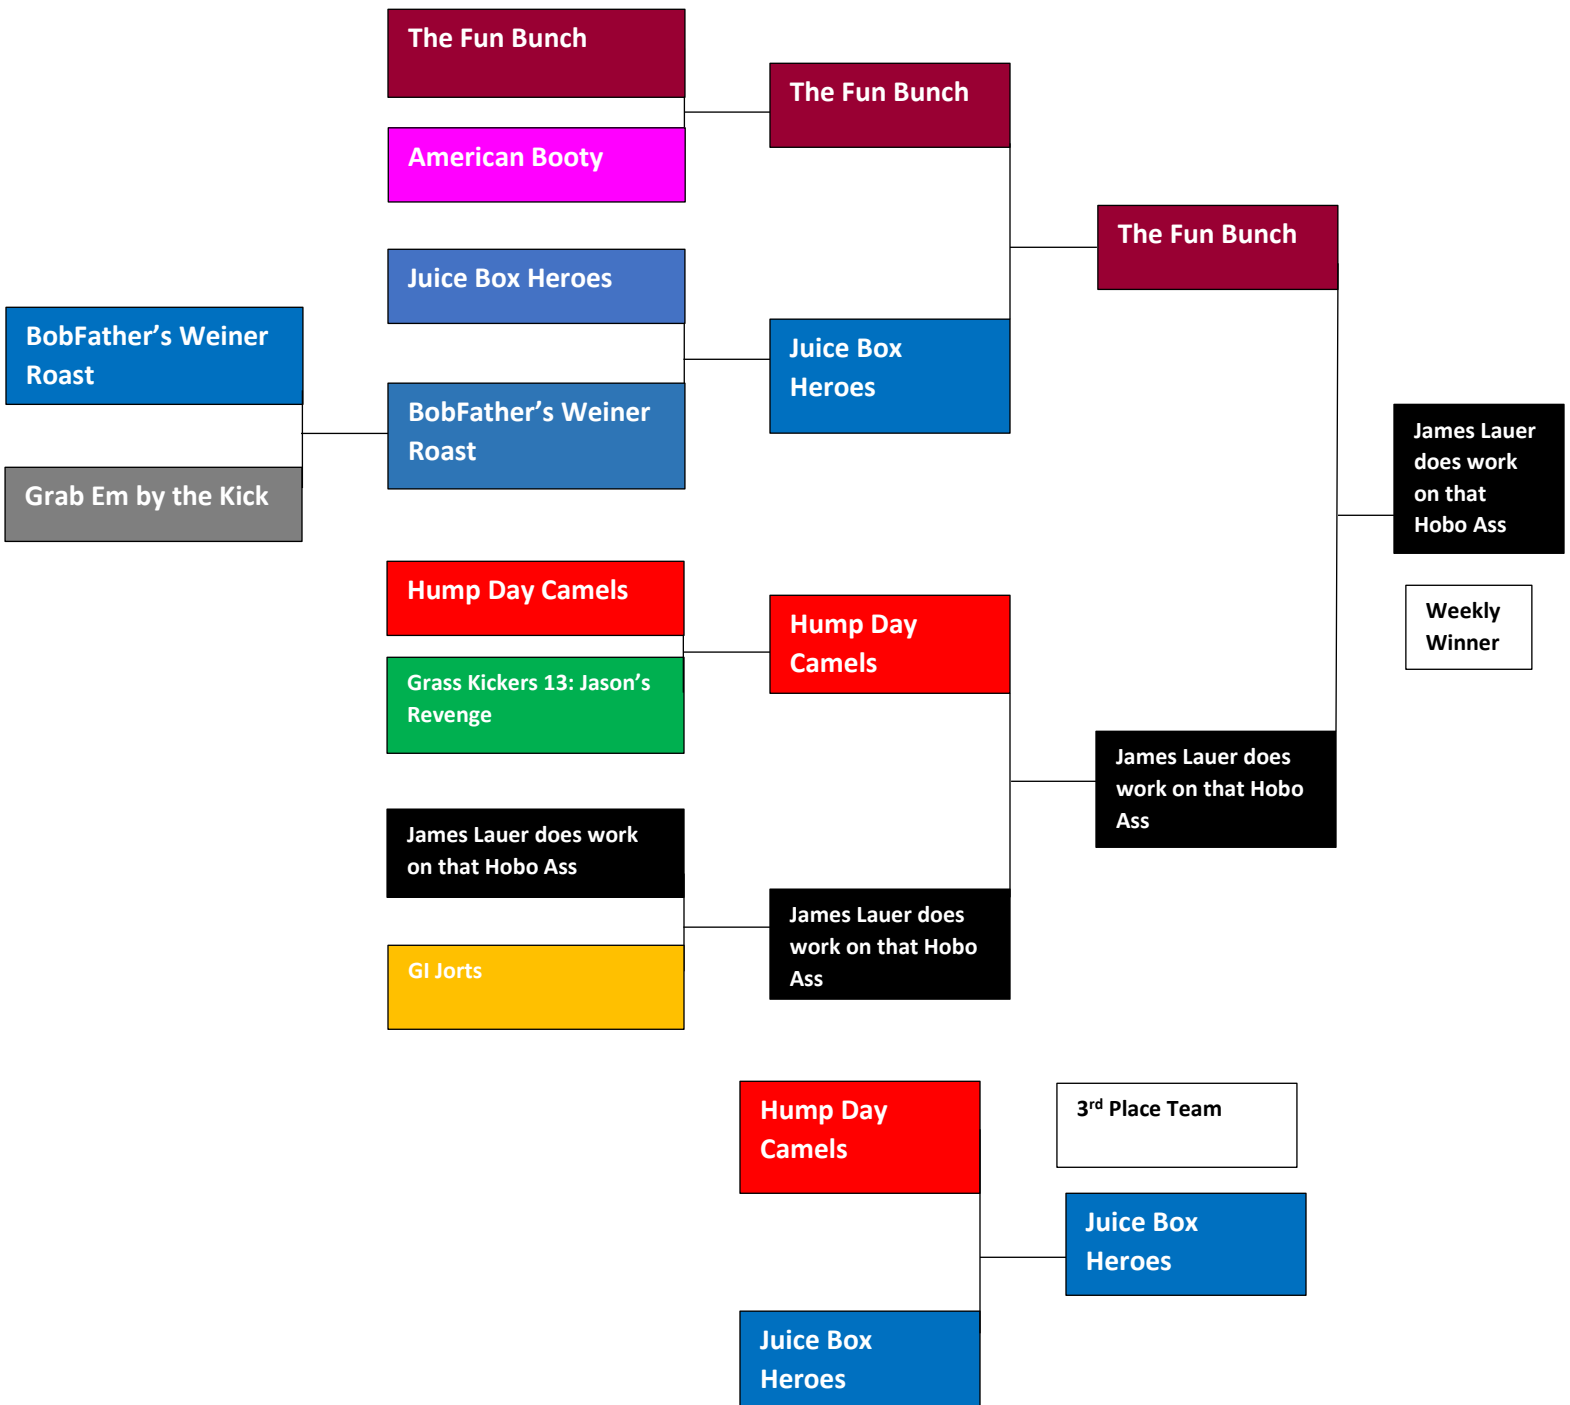 The Fun Bunch
American Booty
The Fun Bunch
Juice Box Heroes
BobFather’s Weiner
Roast
Juice Box
Heroes
The Fun Bunch
BobFather’s Weiner
Roast
Grab Em by the Kick
Hump Day Camels
Grass Kickers 13: Jason’s
Revenge
Hump Day
Camels
James Lauer does work
on that Hobo Ass
GI Jorts
James Lauer does
work on that Hobo
Ass
James Lauer does
work on that Hobo
Ass
James Lauer
does work
on that
Hobo Ass
Weekly
Winner
Hump Day
Camels
3rd Place Team
Juice Box
Heroes
Juice Box
Heroes